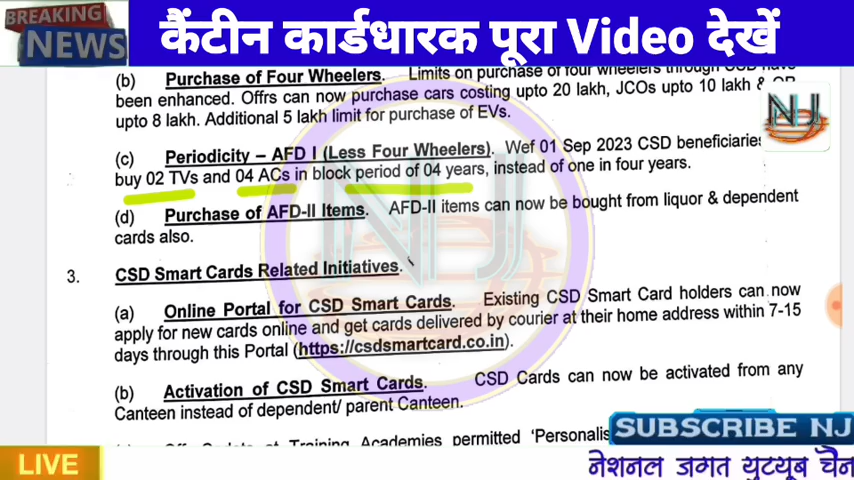 BREAKING
NEWS
कैंटीन कार्डधारक पूरा Video देखें
(b) Purchase of Four Wheelers. Limits on purchase of four wheelers through CSD have
been enhanced. Offrs can now purchase cars costing upto 20 lakh, JCOs upto 10 lakh & OR
upto 8 lakh. Additional 5 lakh limit for purchase of EVs.
NJ
(c) Periodicity – AFD I (Less Four Wheelers). Wef 01 Sep 2023 CSD beneficiaries
buy 02 TVs and 04 ACs in block period of 04 years, instead of one in four years.
(d) Purchase of AFD-II Items. AFD-II items can now be bought from liquor & dependent
cards also.
3. CSD Smart Cards Related Initiatives.
(a) Online Portal for CSD Smart Cards. Existing CSD Smart Card holders can now
apply for new cards online and get cards delivered by courier at their home address within 7-15
days through this Portal (https://csdsmartcard.co.in).
(b) Activation of CSD Smart Cards. CSD Cards can now be activated from any
Canteen instead of dependent/ parent Canteen.
at Training Academies permitted 'Personalis
SUBSCRIBE NJ
LIVE
नेशनल जगत यूटयूब चैन